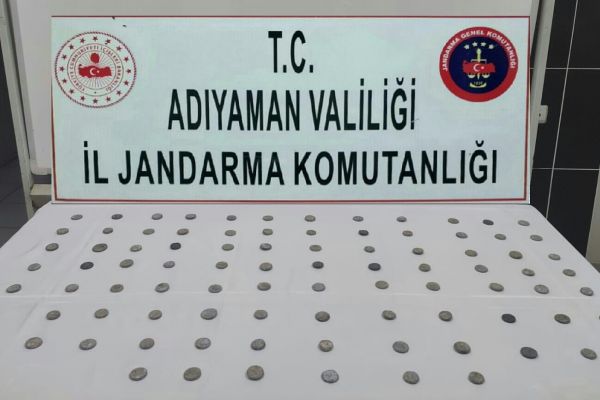 T.C.
ADIYAMAN VALİLİĞİ
İL JANDARMA KOMUTANLIĞI
JANDARMA GENEL KOMUTANLIĞI